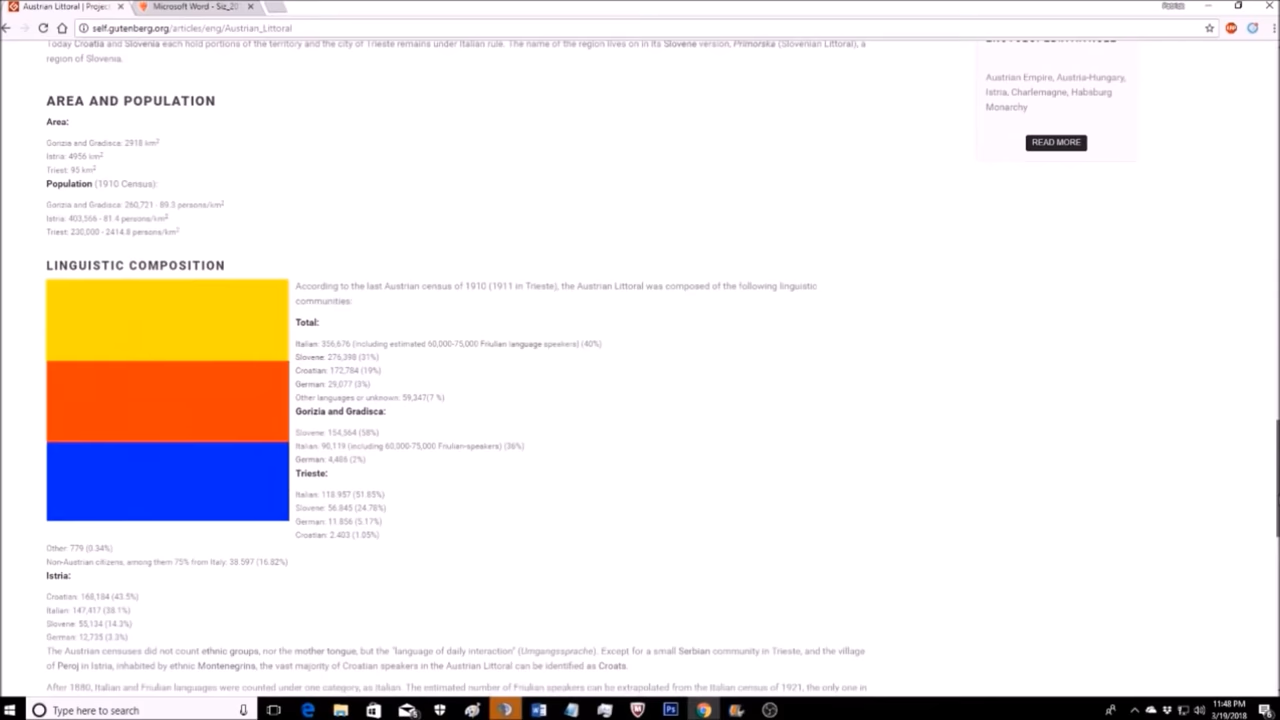 Austrian Littoral | Project
Microsoft Word - Siz_20
self.gutenberg.org/articles/eng/Austrian_Littoral
Today Croatia and Slovenia each hold portions of the territory and the city of Trieste remains under Italian rule. The name of the region lives on in its Slovene version, Primorska (Slovenian Littoral), a
region of Slovenia.
Austrian Empire, Austria-Hungary,
Istria, Charlemagne, Habsburg
Monarchy
READ MORE
AREA AND POPULATION
Area:
Gorizia and Gradisca: 2918 km²
Istria: 4956 km²
Triest: 95 km²
Population (1910 Census):
Gorizia and Gradisca: 260,721 - 89.3 persons/km²
Istria: 403,566 - 81.4 persons/km²
Triest: 230,000 - 2414.8 persons/km²
LINGUISTIC COMPOSITION
According to the last Austrian census of 1910 (1911 in Trieste), the Austrian Littoral was composed of the following linguistic
communities:
Total:
Italian: 356,676 (including estimated 60,000-75,000 Friulian language speakers) (40%)
Slovene: 276,398 (31%)
Croatian: 172,784 (19%)
German: 29,077 (3%)
Other languages or unknown: 59,347(7 %)
Gorizia and Gradisca:
Slovene: 154,564 (58%)
Italian: 90,119 (including 60,000-75,000 Friulian-speakers) (36%)
German: 4,486 (2%)
Trieste:
Italian: 118.957 (51.85%)
Slovene: 56.845 (24.78%)
German: 11.856 (5.17%)
Croatian: 2.403 (1.05%)
Other: 779 (0.34%)
Non-Austrian citizens, among them 75% from Italy: 38.597 (16.82%)
Istria:
Croatian: 168,184 (43.5%)
Italian: 147,417 (38.1%)
Slovene: 55,134 (14.3%)
German: 12,735 (3.3%)
The Austrian censuses did not count ethnic groups, nor the mother tongue, but the "language of daily interaction" (Umgangssprache). Except for a small Serbian community in Trieste, and the village
of Peroj in Istria, inhabited by ethnic Montenegrins, the vast majority of Croatian speakers in the Austrian Littoral can be identified as Croats.
After 1880, Italian and Friulian languages were counted under one category, as Italian. The estimated number of Friulian speakers can be extrapolated from the Italian census of 1921, the only one in
Type here to search
11:48 PM
3/19/2018